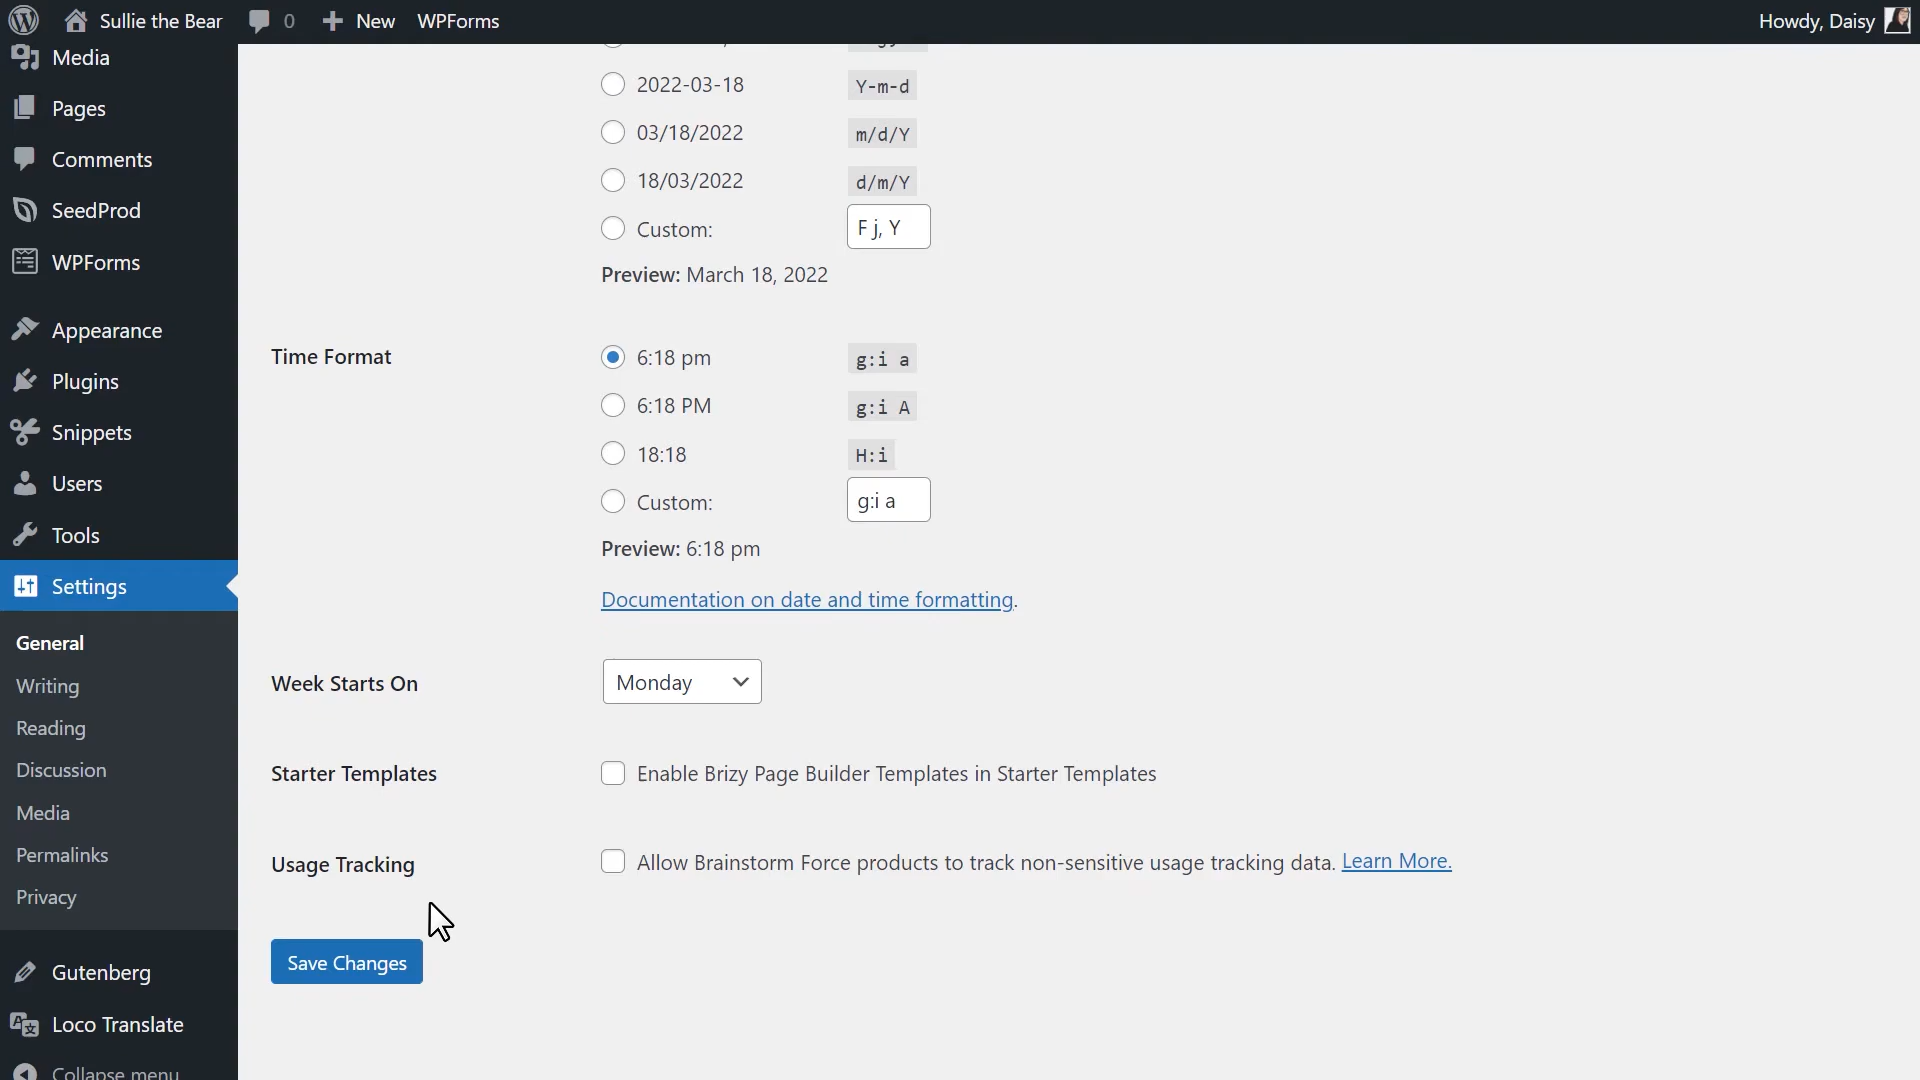 Sullie the Bear 0 New WPForms Howdy, Daisy
Media
Pages
Comments
SeedProd
WPForms
Appearance
Plugins
Snippets
Users
Tools
Settings
General
Writing
Reading
Discussion
Media
Permalinks
Privacy
Gutenberg
Loco Translate
Collapse menu
2022-03-18 Y-m-d
03/18/2022 m/d/Y
18/03/2022 d/m/Y
Custom: F j, Y
Preview: March 18, 2022
Time Format 6:18 pm g:i a
6:18 PM g:i A
18:18 H:i
Custom: g:i a
Preview: 6:18 pm
Documentation on date and time formatting.
Week Starts On Monday
Starter Templates Enable Brizy Page Builder Templates in Starter Templates
Usage Tracking Allow Brainstorm Force products to track non-sensitive usage tracking data. Learn More.
Save Changes